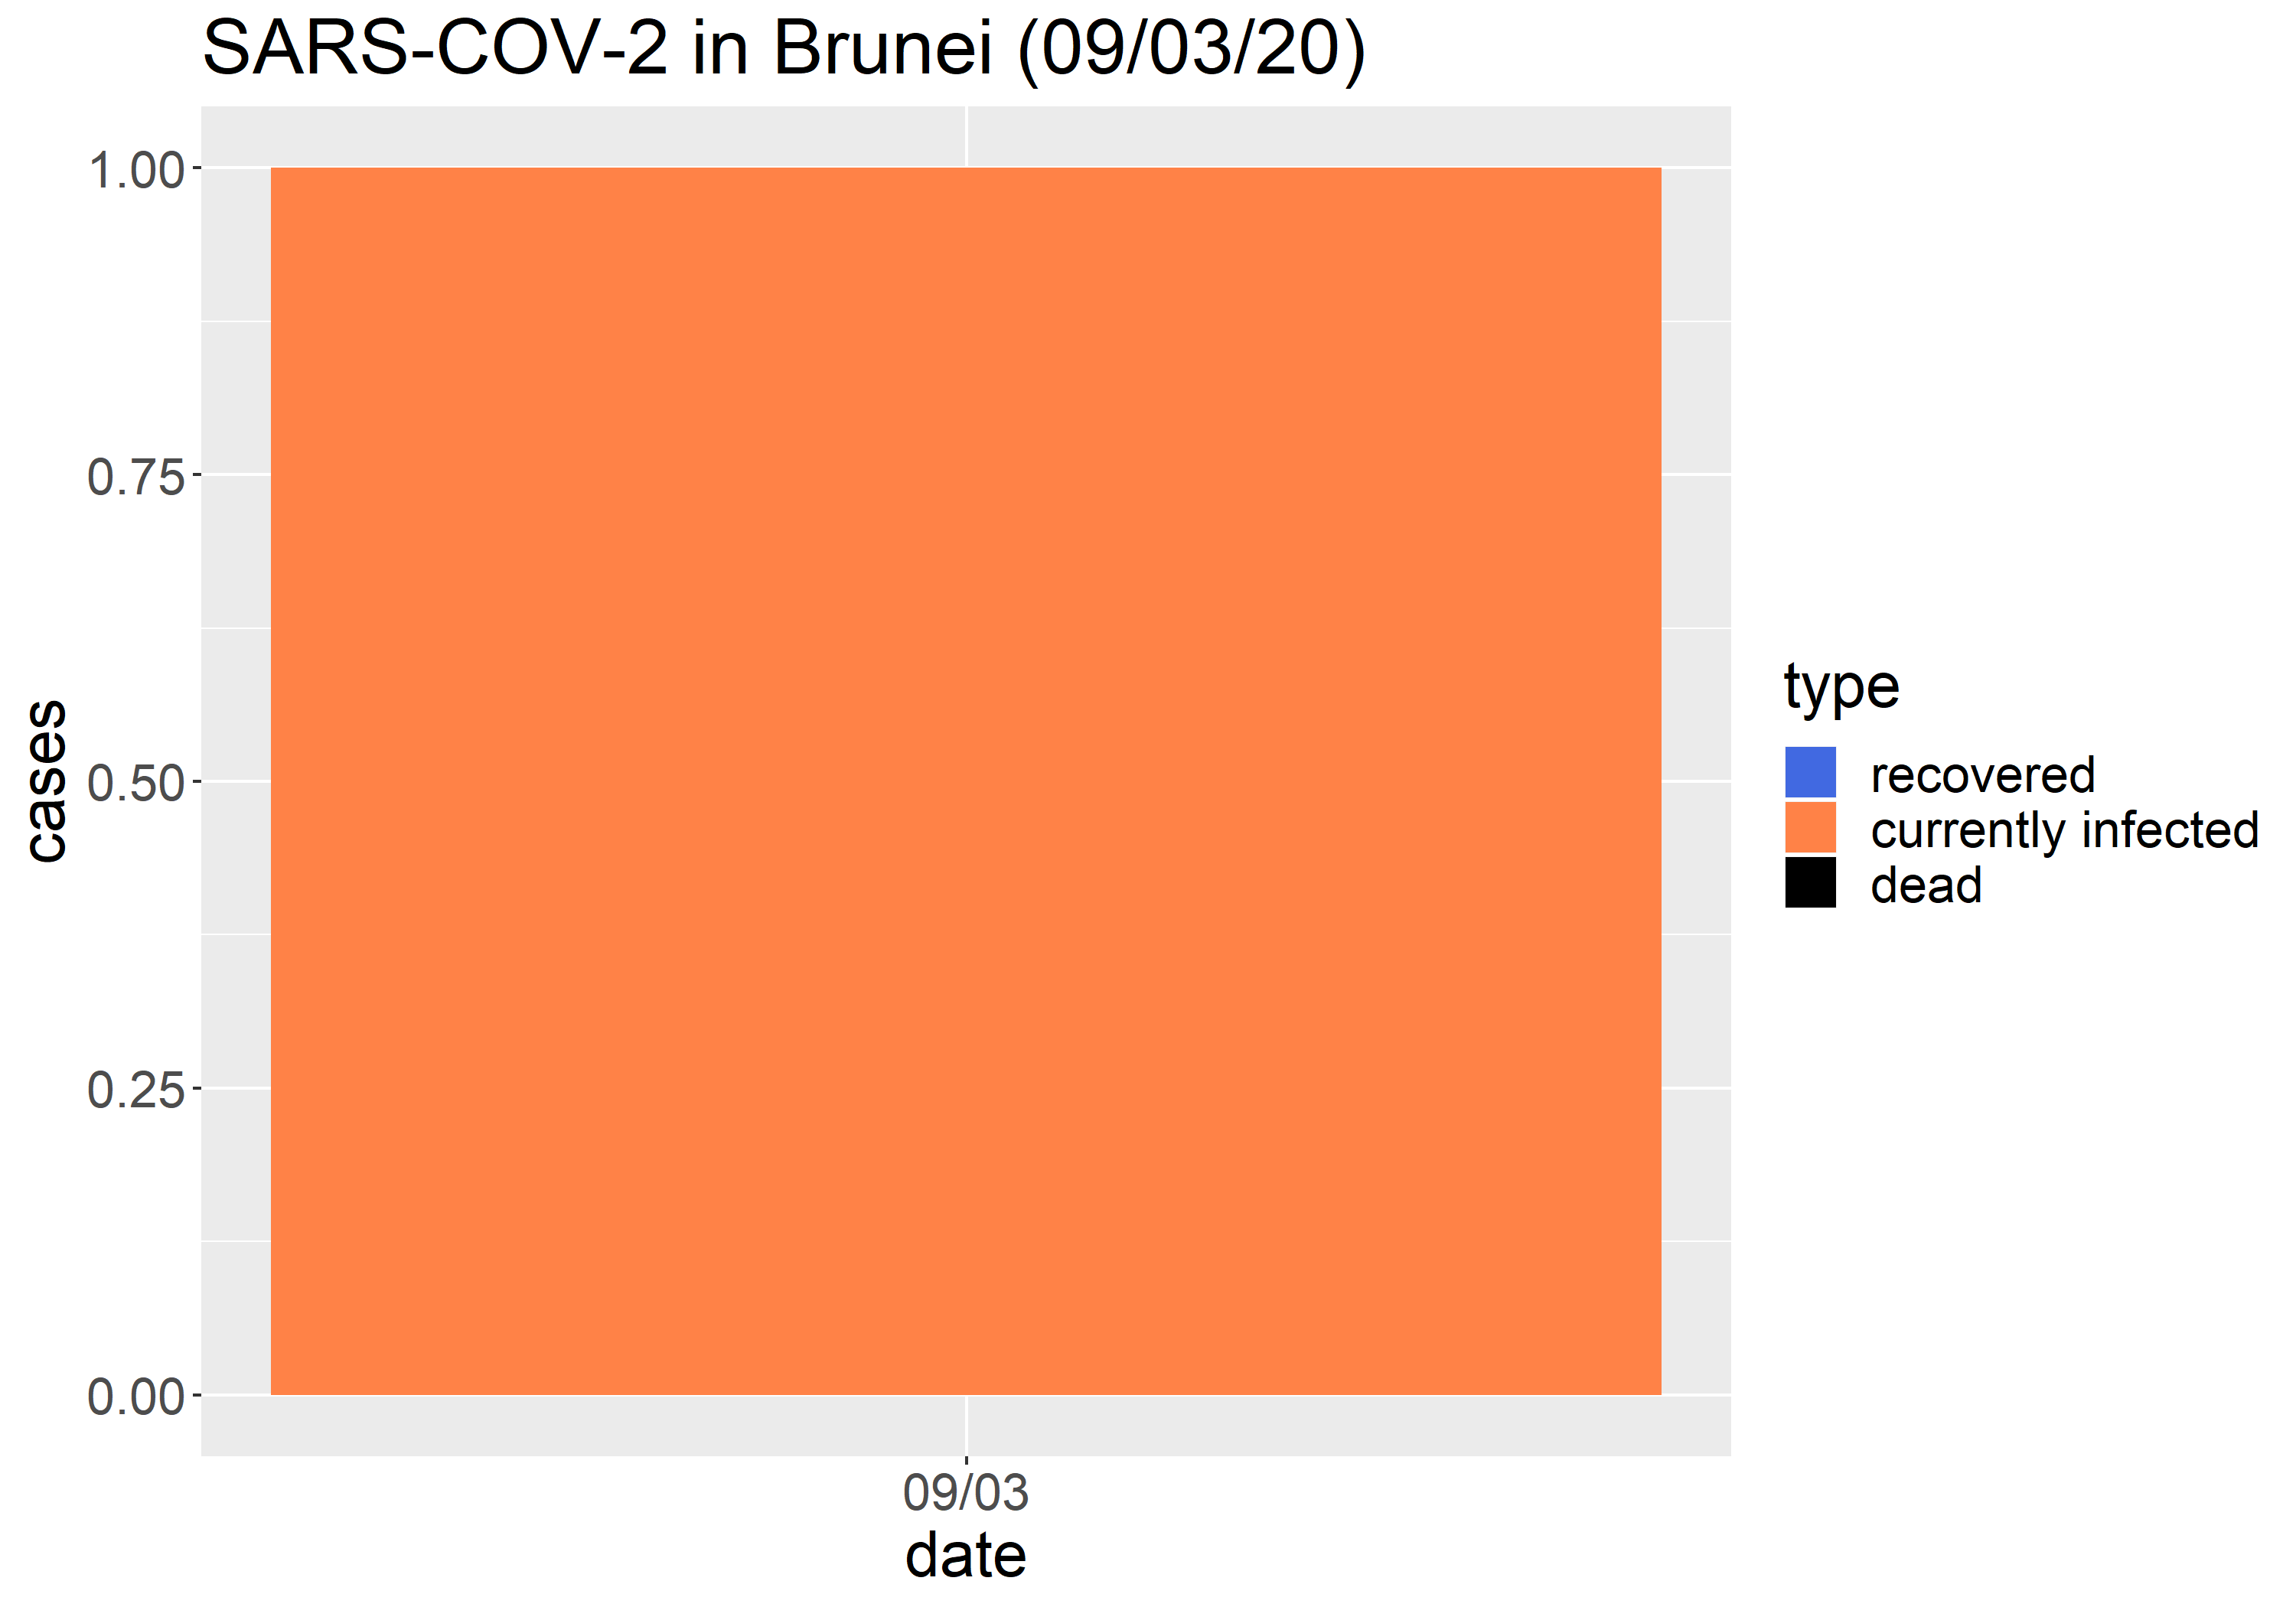 SARS-COV-2 in Brunei (09/03/20)
1.00
0.75
0.50
0.25
0.00
cases
09/03
date
type
recovered
currently infected
dead